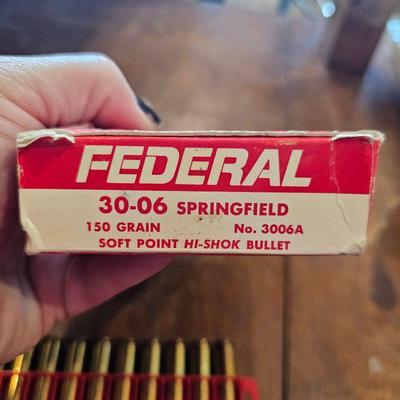 FEDERAL
30-06 SPRINGFIELD
150 GRAIN No. 3006A
SOFT POINT HI-SHOK BULLET